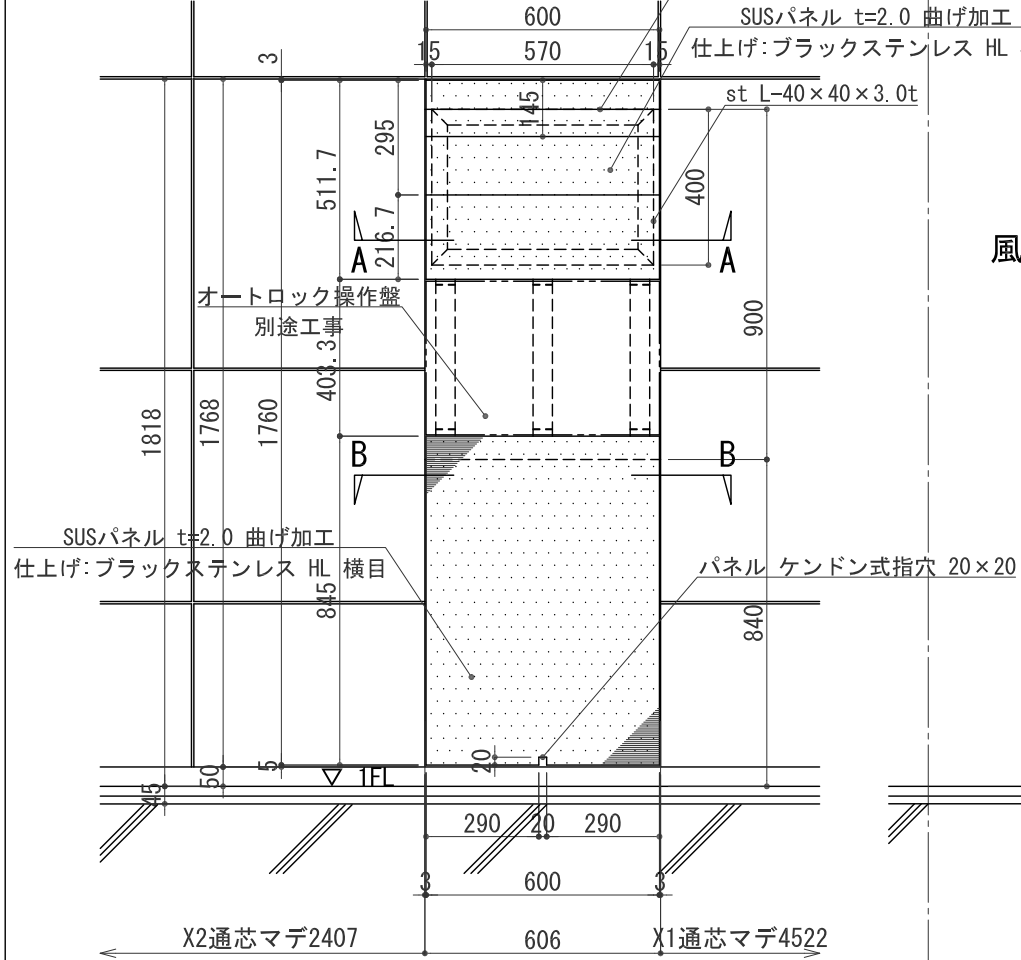 600
SUSパネル t=2.0 曲げ加工
仕上げ:ブラックステンレス HL
15
570
15
3
st L-40×40×3.0t
145
295
511.7
400
216.7
A
A
風
オートロック操作盤
別途工事
900
403.3
1818
1768
1760
B
B
SUSパネル t=2.0 曲げ加工
仕上げ:ブラックステンレス HL 横目
パネル ケンドン式指穴 20×20
845
840
20
5
50
45
1FL
290
20
290
3
600
3
X2通芯マデ2407
606
X1通芯マデ4522